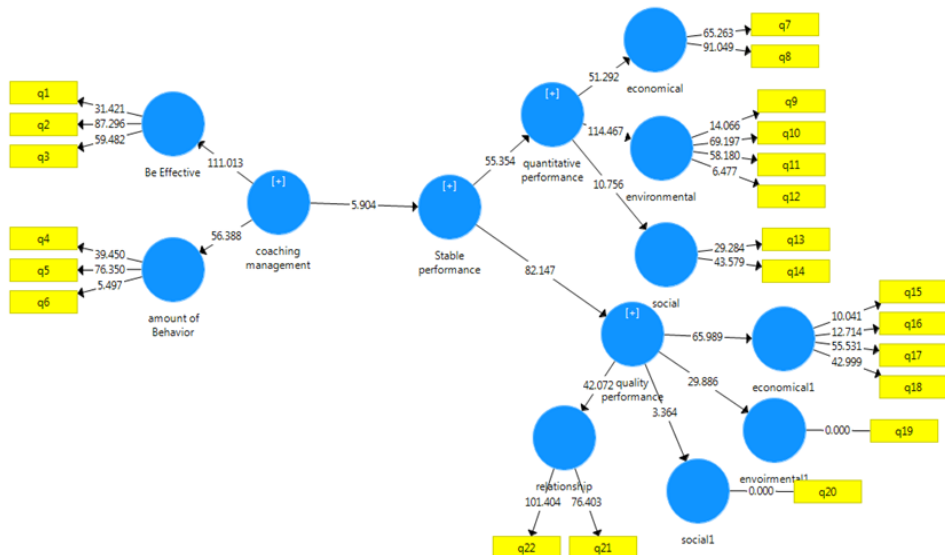 q1
31.421
q2
87.296
q3
59.482
Be Effective
111.013
q4
39.450
q5
76.350
q6
5.497
amount of
Behavior
56.388
[+]
coaching
management
5.904
[+]
Stable
performance
55.354
82.147
[+]
quantitative
performance
51.292
114.467
10.756
economical
65.263
q7
91.049
q8
environmental
14.066
q9
69.197
q10
58.180
q11
6.477
q12
social
29.284
q13
43.579
q14
[+]
quality
performance
65.989
29.886
3.364
42.072
economical1
10.041
q15
12.714
q16
55.531
q17
42.999
q18
envoirmental1
0.000
q19
social1
0.000
q20
relationship
101.404
76.403
q22
q21